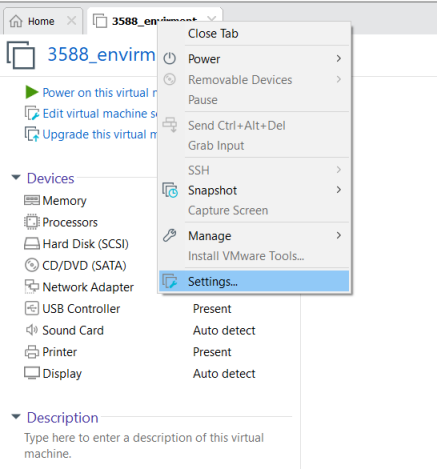 Home
3588_envirment
3588_envirm
Close Tab
Power
Removable Devices
Pause
Send Ctrl+Alt+Del
Grab Input
SSH
Snapshot
Capture Screen
Manage
Install VMware Tools...
Settings...
Power on this virtual
Edit virtual machine
Upgrade this virtual
Devices
Memory
Processors
Hard Disk (SCSI)
CD/DVD (SATA)
Network Adapter
USB Controller Present
Sound Card Auto detect
Printer Present
Display Auto detect
Description
Type here to enter a description of this virtual
machine.